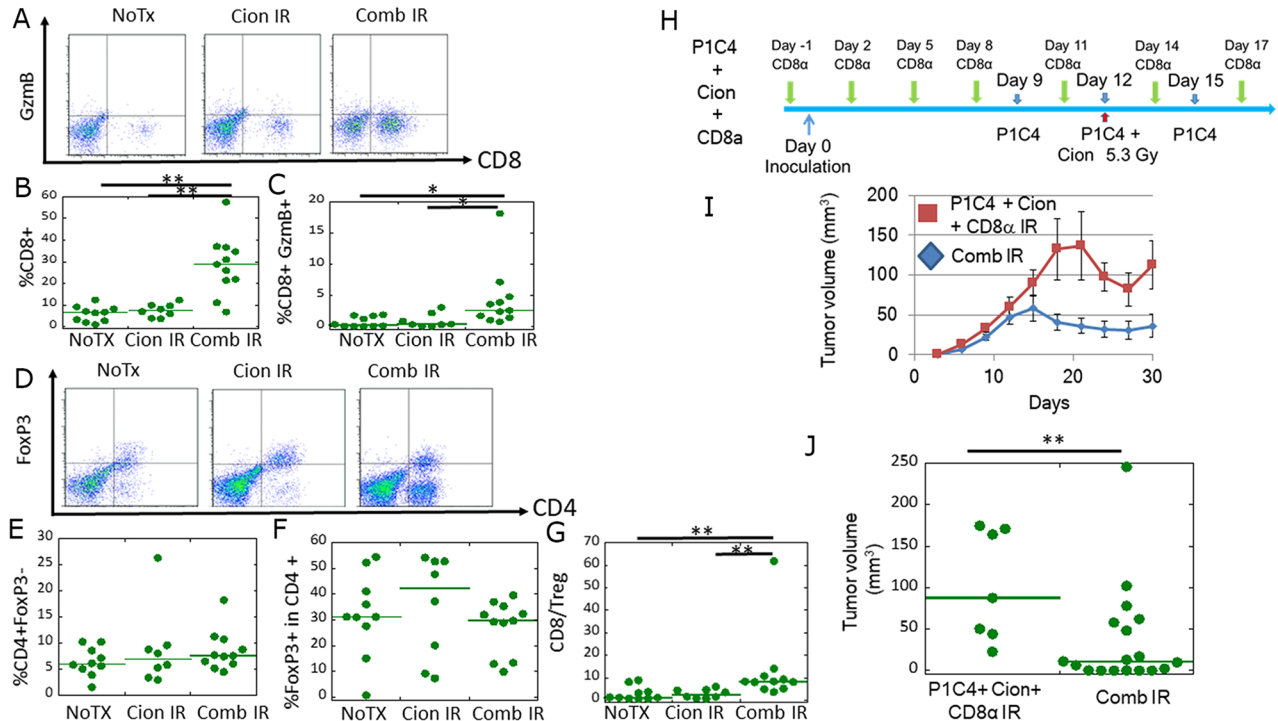 A
NoTx
Cion IR
Comb IR
GzmB
CD8
B
**
**
%CD8+
60
50
40
30
20
10
0
NoTX
Cion IR
Comb IR
C
*
*
%CD8+ GzmB+
20
15
10
5
0
NoTX
Cion IR
Comb IR
D
NoTx
Cion IR
Comb IR
FoxP3
CD4
E
%CD4+FoxP3-
30
25
20
15
10
5
0
NoTX
Cion IR
Comb IR
F
%FoxP3+ in CD4 +
60
50
40
30
20
10
0
NoTX
Cion IR
Comb IR
G
**
**
CD8/Treg
70
60
50
40
30
20
10
0
NoTX
Cion IR
Comb IR
H
P1C4
+
Cion
+
CD8a
Day -1
CD8α
Day 2
CD8α
Day 5
CD8α
Day 8
CD8α
Day 11
CD8α
Day 14
CD8α
Day 17
CD8α
Day 9
Day 12
Day 15
Day 0
Inoculation
P1C4
P1C4 +
Cion 5.3 Gy
P1C4
I
Tumor volume (mm³)
200
150
100
50
0
P1C4 + Cion
+ CD8α IR
Comb IR
0
10
20
30
Days
J
**
Tumor volume
(mm³)
250
200
150
100
50
0
P1C4+ Cion+
CD8α IR
Comb IR